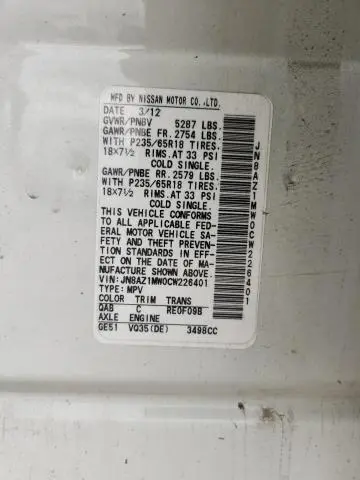 MFD BY NISSAN MOTOR CO.,LTD.
DATE 3/12
GVWR/PNBV 5287 LBS.
GAWR/PNBE FR. 2754 LBS.
WITH P235/65R18 TIRES.
18×7½ RIMS.AT 33 PSI
COLD SINGLE.
GAWR/PNBE RR. 2579 LBS.
WITH P235/65R18 TIRES.
18×7½ RIMS.AT 33 PSI
COLD SINGLE.
THIS VEHICLE CONFORMS
TO ALL APPLICABLE FED-
ERAL MOTOR VEHICLE SA-
FETY AND THEFT PREVEN-
TION STANDARDS IN EFF-
ECT ON THE DATE OF MA-
NUFACTURE SHOWN ABOVE.
VIN:JN8AZ1MW0CW226401
TYPE: MPV
COLOR TRIM TRANS
QAB C RE0F09B
AXLE ENGINE
GE51 VQ35(DE) 3498CC
JN8AZ1MW0CW226401